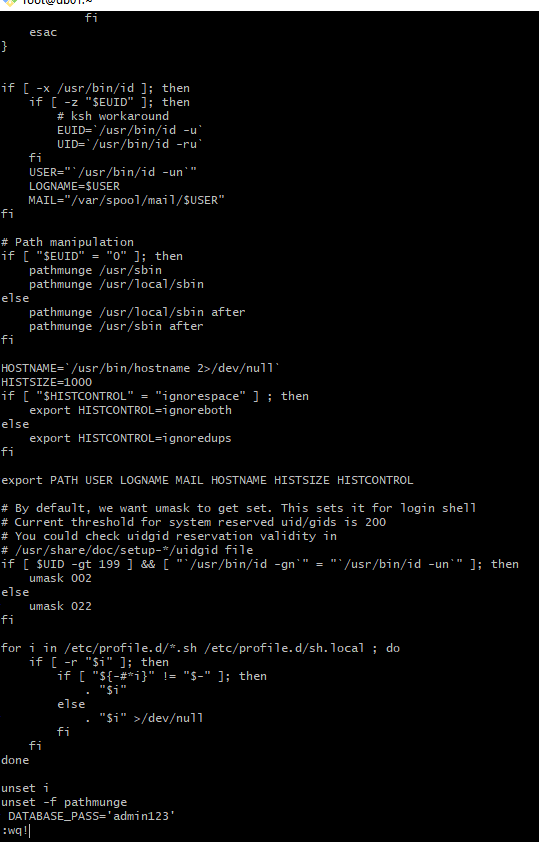 root@db01:~
                fi
        esac
}


if [ -x /usr/bin/id ]; then
    if [ -z "$EUID" ]; then
        # ksh workaround
        EUID=`/usr/bin/id -u`
        UID=`/usr/bin/id -ru`
    fi
    USER="`/usr/bin/id -un`"
    LOGNAME=$USER
    MAIL="/var/spool/mail/$USER"
fi

# Path manipulation
if [ "$EUID" = "0" ]; then
    pathmunge /usr/sbin
    pathmunge /usr/local/sbin
else
    pathmunge /usr/local/sbin after
    pathmunge /usr/sbin after
fi

HOSTNAME=`/usr/bin/hostname 2>/dev/null`
HISTSIZE=1000
if [ "$HISTCONTROL" = "ignorespace" ] ; then
    export HISTCONTROL=ignoreboth
else
    export HISTCONTROL=ignoredups
fi

export PATH USER LOGNAME MAIL HOSTNAME HISTSIZE HISTCONTROL

# By default, we want umask to get set. This sets it for login shell
# Current threshold for system reserved uid/gids is 200
# You could check uidgid reservation validity in
# /usr/share/doc/setup-*/uidgid file
if [ $UID -gt 199 ] && [ "`/usr/bin/id -gn`" = "`/usr/bin/id -un`" ]; then
    umask 002
else
    umask 022
fi

for i in /etc/profile.d/*.sh /etc/profile.d/sh.local ; do
    if [ -r "$i" ]; then
        if [ "${-#*i}" != "$-" ]; then
            . "$i"
        else
            . "$i" >/dev/null
        fi
    fi
done

unset i
unset -f pathmunge
 DATABASE_PASS='admin123'
:wq!